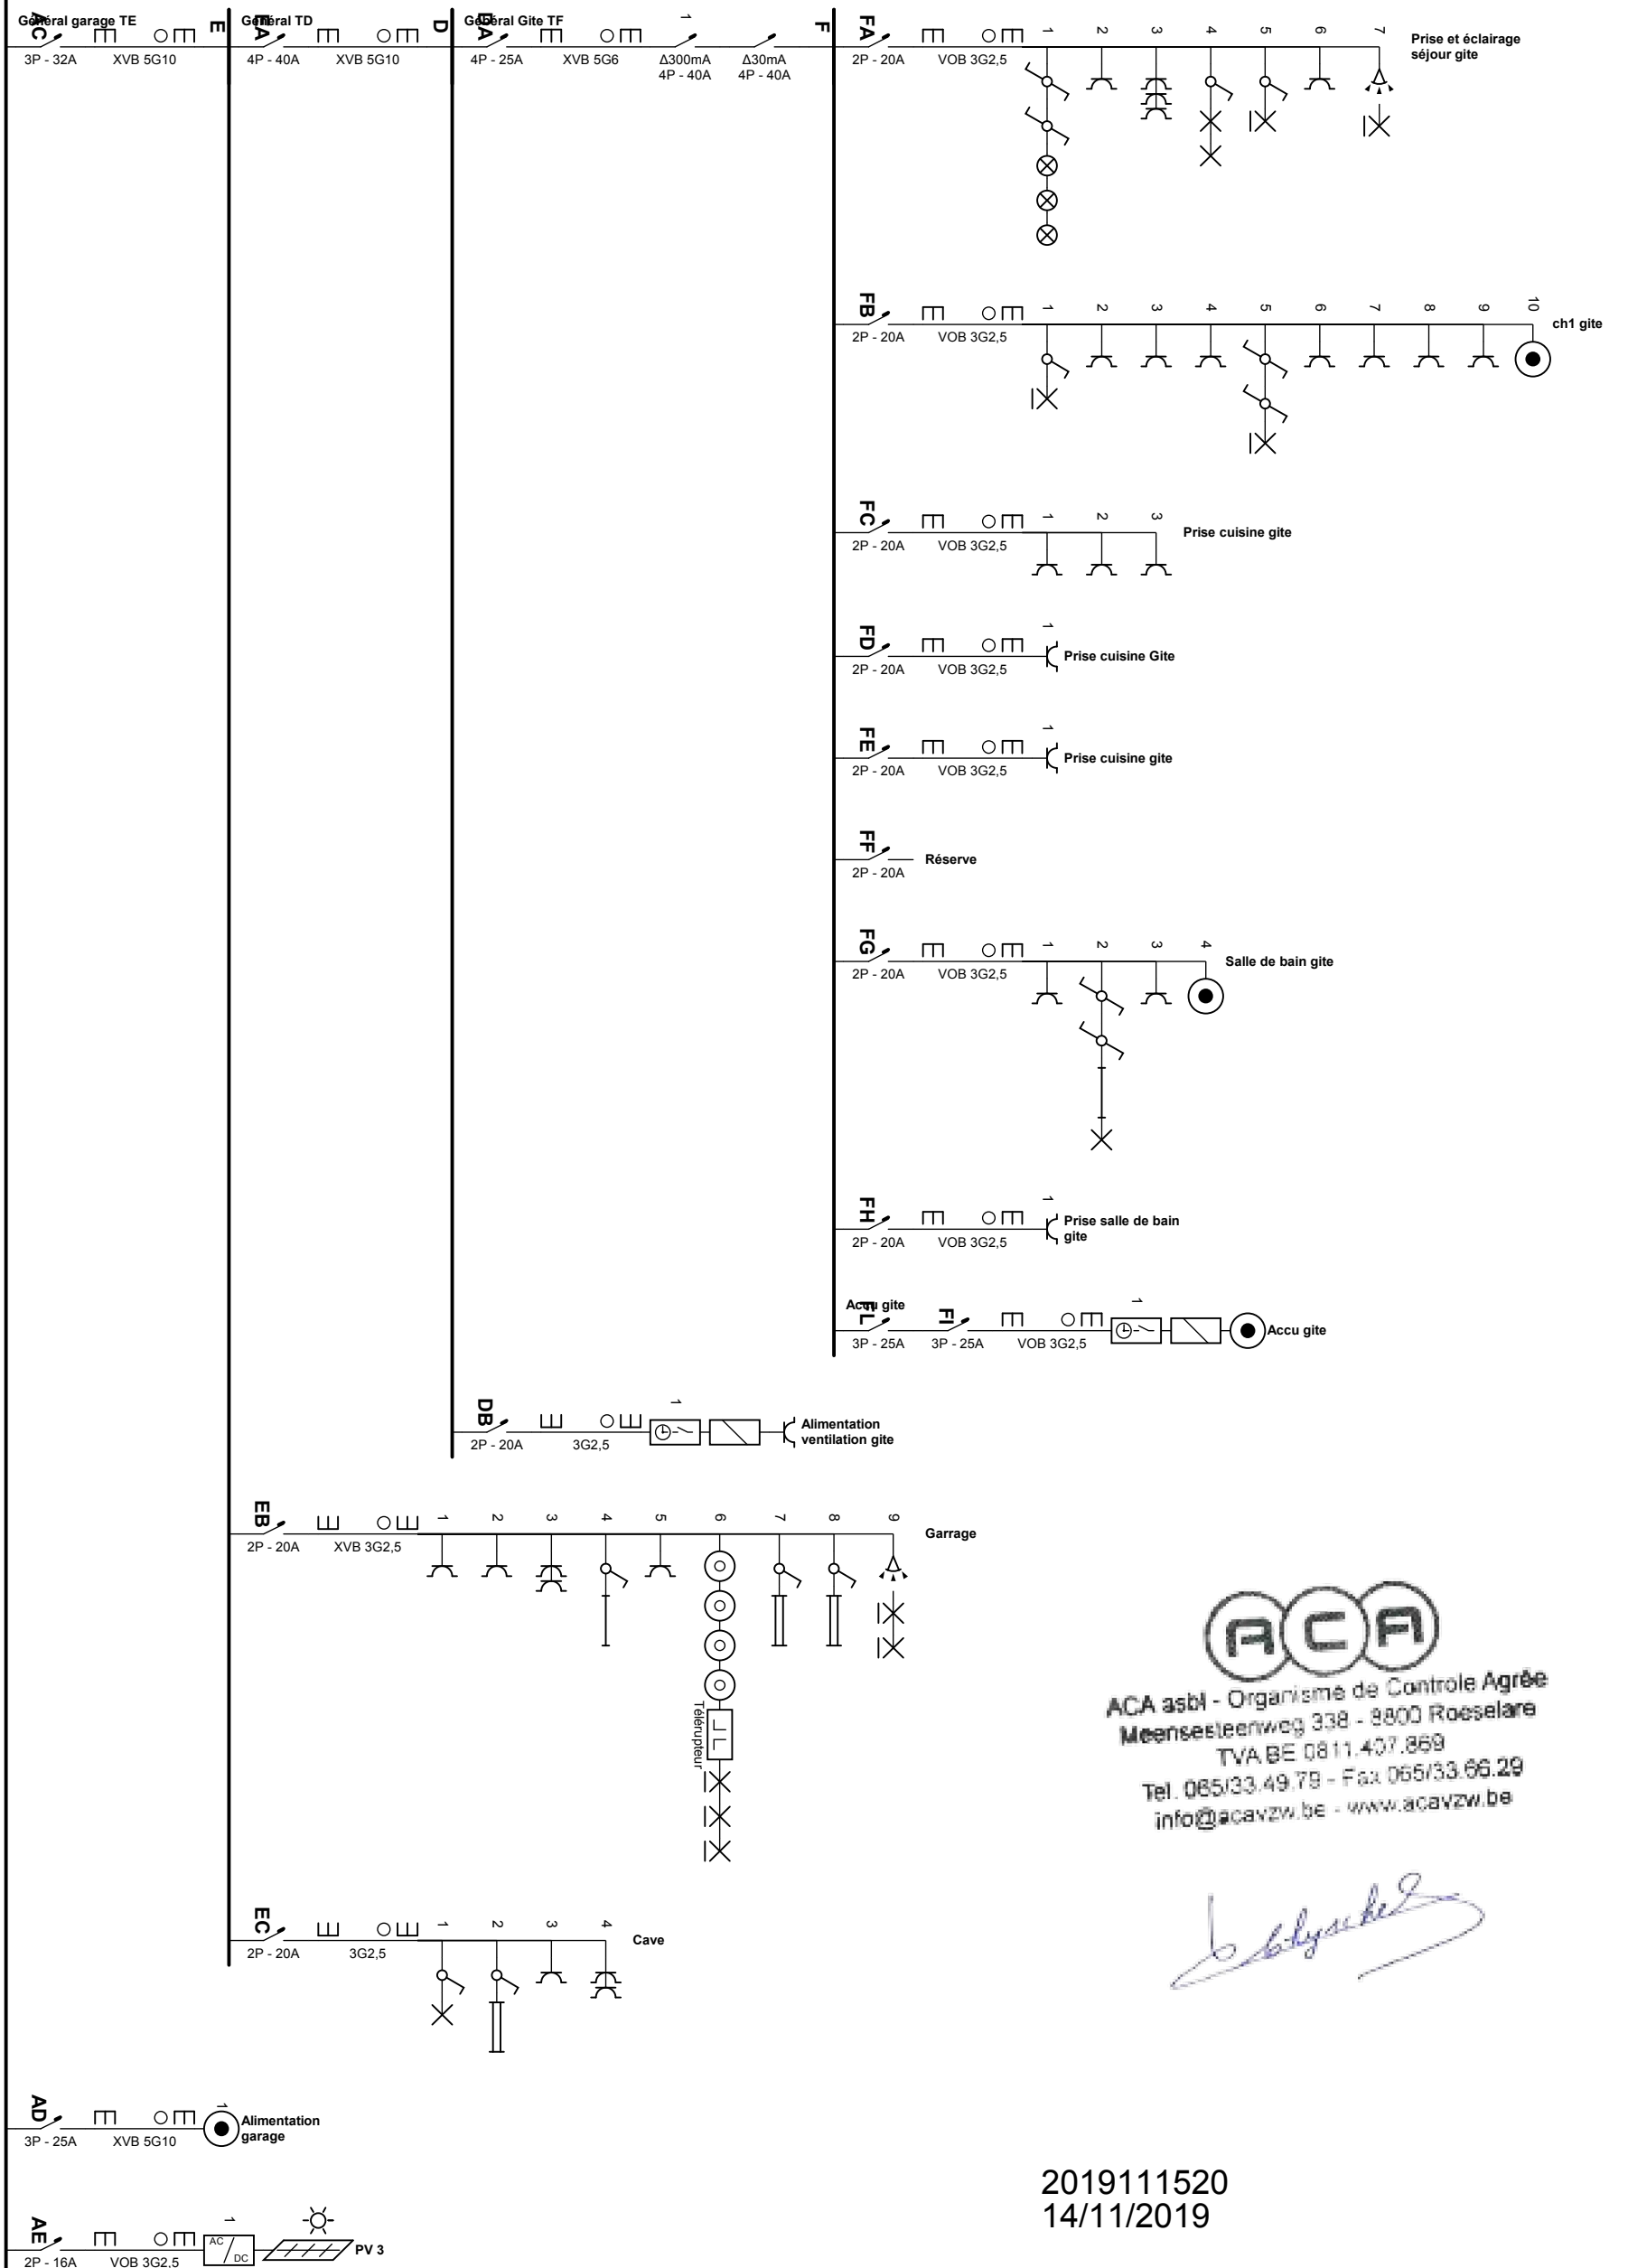 Général garage TE
AC
3P - 32A
XVB 5G10
E
Général TD
EA
4P - 40A
XVB 5G10
D
Général Gite TF
DA
4P - 25A
XVB 5G6
1
Δ300mA
4P - 40A
Δ30mA
4P - 40A
F
FA
2P - 20A
VOB 3G2,5
1 2 3 4 5 6 7
Prise et éclairage
séjour gite
FB
2P - 20A
VOB 3G2,5
1 2 3 4 5 6 7 8 9 10
ch1 gite
FC
2P - 20A
VOB 3G2,5
1 2 3
Prise cuisine gite
FD
2P - 20A
VOB 3G2,5
1
Prise cuisine Gite
FE
2P - 20A
VOB 3G2,5
1
Prise cuisine gite
FF
2P - 20A
Réserve
FG
2P - 20A
VOB 3G2,5
1 2 3 4
Salle de bain gite
FH
2P - 20A
VOB 3G2,5
1
Prise salle de bain
gite
Accu gite
FL
3P - 25A
FI
3P - 25A
VOB 3G2,5
1
Accu gite
DB
2P - 20A
3G2,5
1
Alimentation
ventilation gite
EB
2P - 20A
XVB 3G2,5
1 2 3 4 5 6 7 8 9
Garrage
Télérupteur
EC
2P - 20A
3G2,5
1 2 3 4
Cave
AD
3P - 25A
XVB 5G10
1
Alimentation
garage
AE
2P - 16A
VOB 3G2,5
1
AC
DC
PV 3
ACA
ACA asbl - Organisme de Controle Agrée
Meensesteenweg 338 - 8800 Roeselare
TVA BE 0811.407.869
Tel. 065/33.49.79 - Fax 065/33.66.29
info@acavzw.be - www.acavzw.be
2019111520
14/11/2019